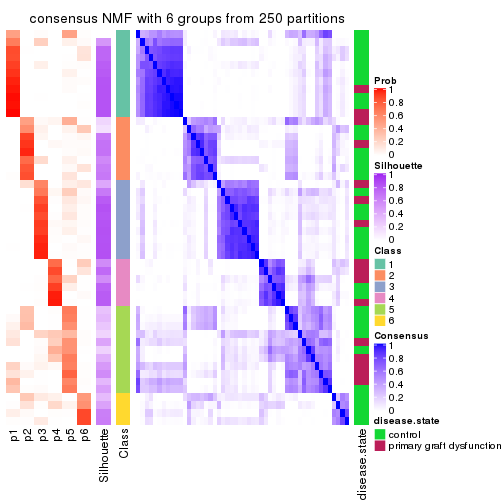 consensus NMF with 6 groups from 250 partitions
Prob
1
0.8
0.6
0.4
0.2
0
Silhouette
1
0.8
0.6
0.4
0.2
0
Class
1
2
3
4
5
6
Consensus
1
0.8
0.6
0.4
0.2
0
disease.state
control
primary graft dysfunction
p1
p2
p3
p4
p5
p6
Silhouette
Class
disease.state